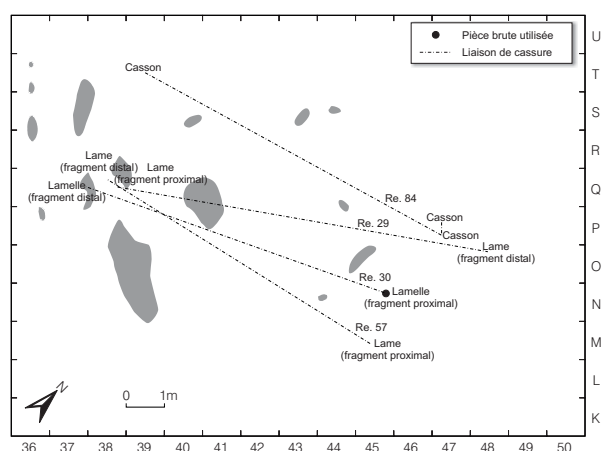 Pièce brute utilisée
Liaison de cassure
U
T
S
R
Q
P
O
N
M
L
K
Casson
Lame
(fragment distal)
Lame
(fragment proximal)
Lamelle
(fragment distal)
Re. 84
Casson
Casson
Re. 29
Lame
(fragment distal)
Re. 30
Lamelle
(fragment proximal)
Re. 57
Lame
(fragment proximal)
N
0 1m
36 37 38 39 40 41 42 43 44 45 46 47 48 49 50